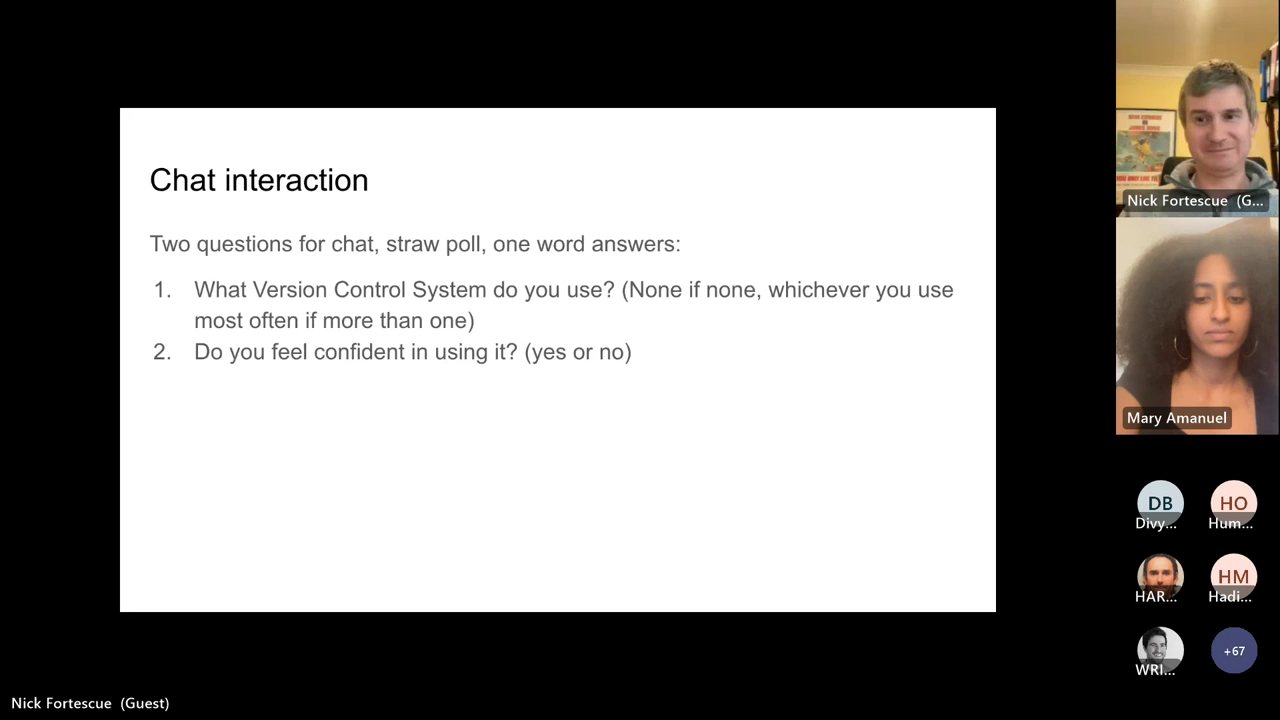 Chat interaction
Two questions for chat, straw poll, one word answers:
1. What Version Control System do you use? (None if none, whichever you use
most often if more than one)
2. Do you feel confident in using it? (yes or no)
Nick Fortescue (G...
Mary Amanuel
DB
Divy...
HO
Hum...
HAR...
HM
Hadi...
WRI...
+67
Nick Fortescue (Guest)